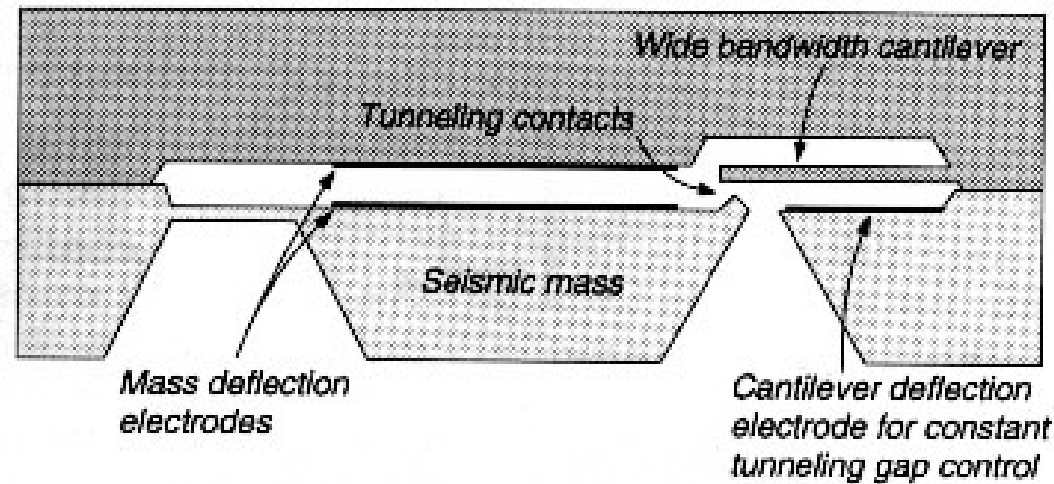 Wide bandwidth cantilever
Tunneling contacts
Seismic mass
Mass deflection
electrodes
Cantilever deflection
electrode for constant
tunneling gap control